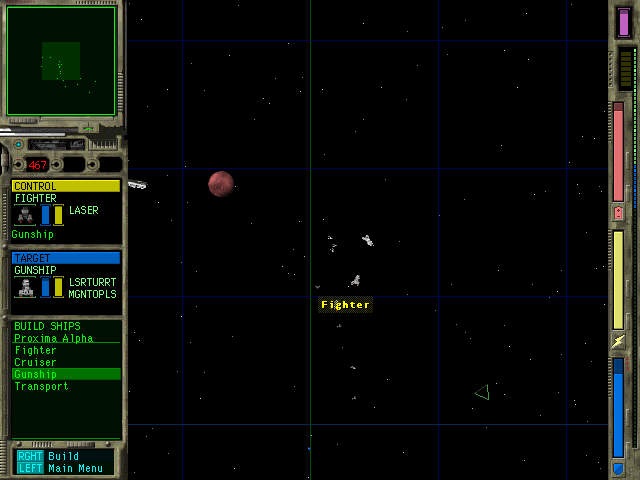 467
CONTROL
FIGHTER
LASER
Gunship
TARGET
GUNSHIP
LSRTURRT
MGNTOPLS
BUILD SHIPS
Proxima Alpha
Fighter
Cruiser
Gunship
Transport
RGHT Build
LEFT Main Menu
Fighter